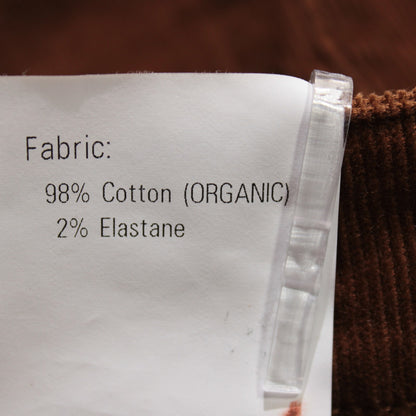 Fabric:
98% Cotton (ORGANIC)
2% Elastane